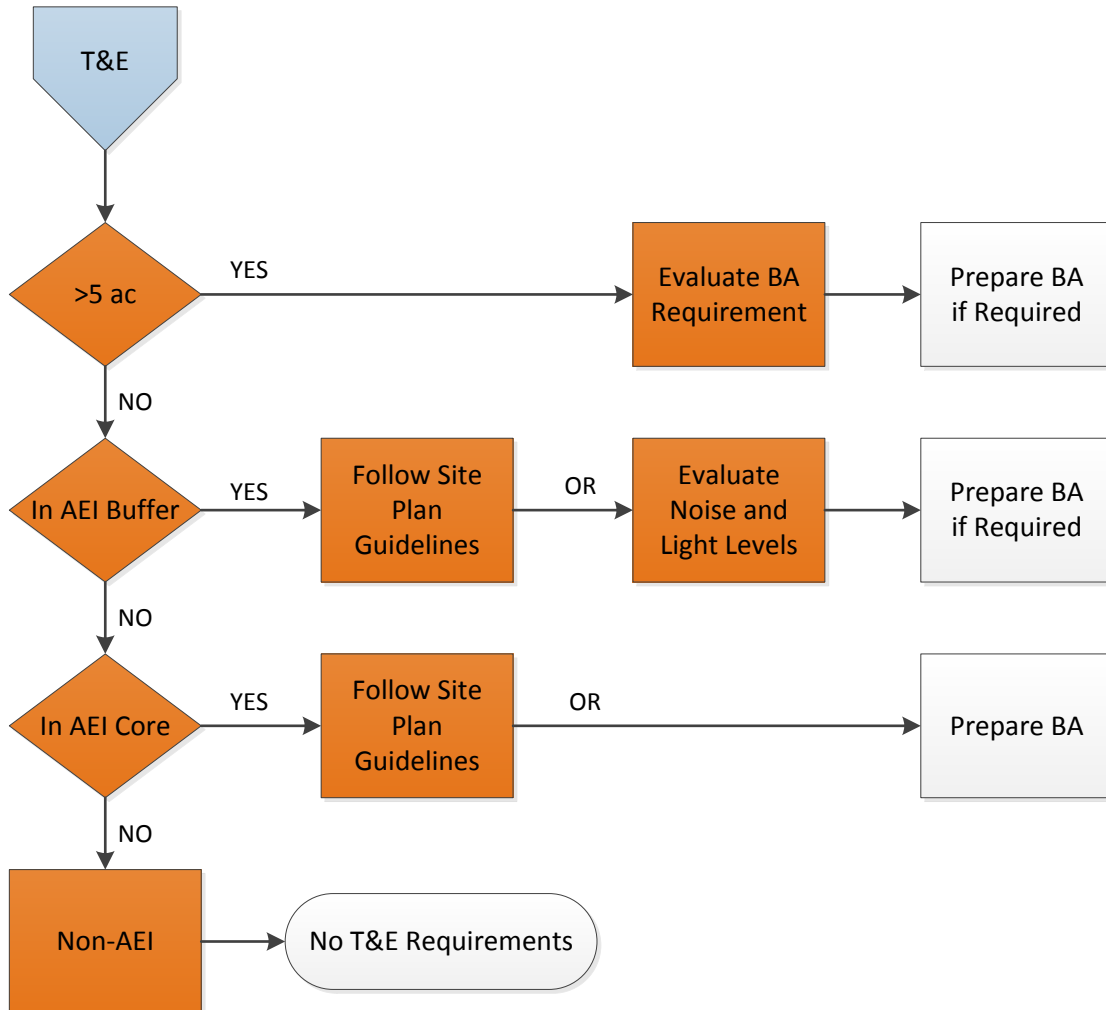 T&E
>5 ac
YES
Evaluate BA
Requirement
Prepare BA
if Required
NO
In AEI Buffer
YES
Follow Site
Plan
Guidelines
OR
Evaluate
Noise and
Light Levels
Prepare BA
if Required
NO
In AEI Core
YES
Follow Site
Plan
Guidelines
OR
Prepare BA
NO
Non-AEI
No T&E Requirements